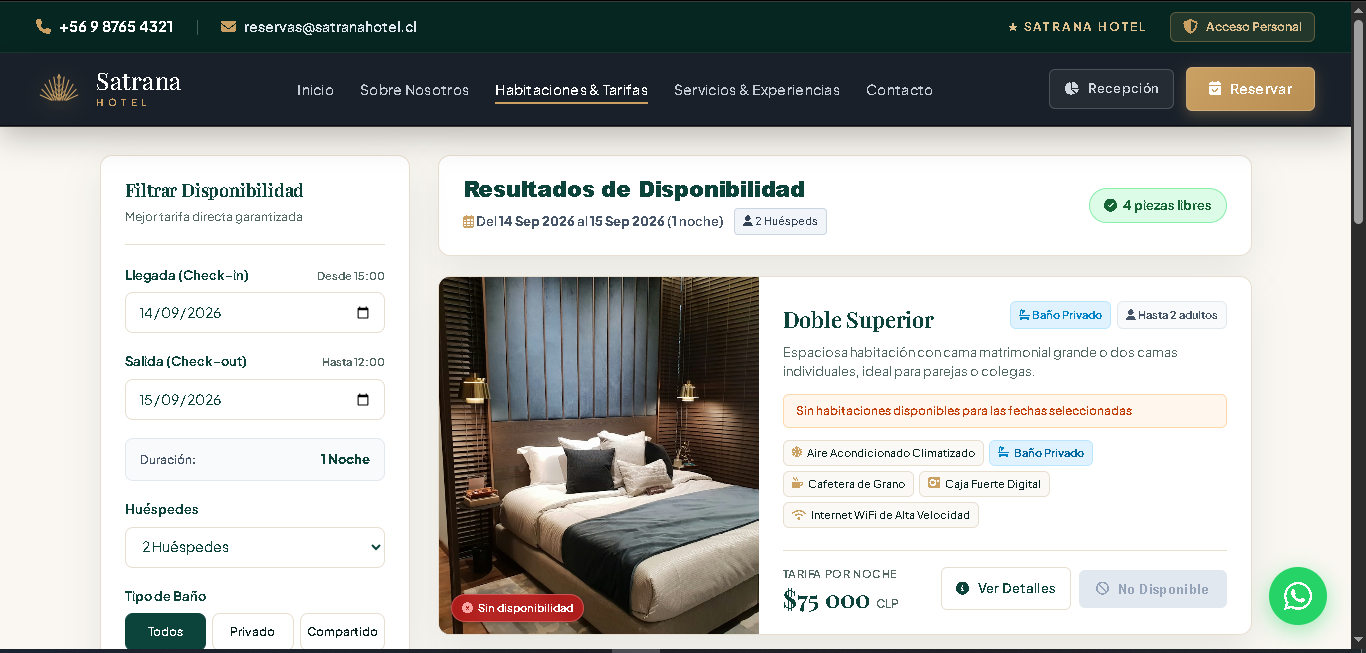 +56 9 8765 4321
reservas@satranahotel.cl
★ SATRANA HOTEL
Acceso Personal
Satrana
HOTEL
Inicio
Sobre Nosotros
Habitaciones & Tarifas
Servicios & Experiencias
Contacto
Recepción
Reservar
Filtrar Disponibilidad
Mejor tarifa directa garantizada
Llegada (Check-in)
Desde 15:00
14/09/2026
Salida (Check-out)
Hasta 12:00
15/09/2026
Duración:
1 Noche
Huéspedes
2 Huéspedes
Tipo de Baño
Todos
Privado
Compartido
Resultados de Disponibilidad
Del 14 Sep 2026 al 15 Sep 2026 (1 noche)
2 Huéspeds
4 piezas libres
Sin disponibilidad
Doble Superior
Baño Privado
Hasta 2 adultos
Espaciosa habitación con cama matrimonial grande o dos camas
individuales, ideal para parejas o colegas.
Sin habitaciones disponibles para las fechas seleccionadas
Aire Acondicionado Climatizado
Baño Privado
Cafetera de Grano
Caja Fuerte Digital
Internet WiFi de Alta Velocidad
TARIFA POR NOCHE
$75 000 CLP
Ver Detalles
No Disponible